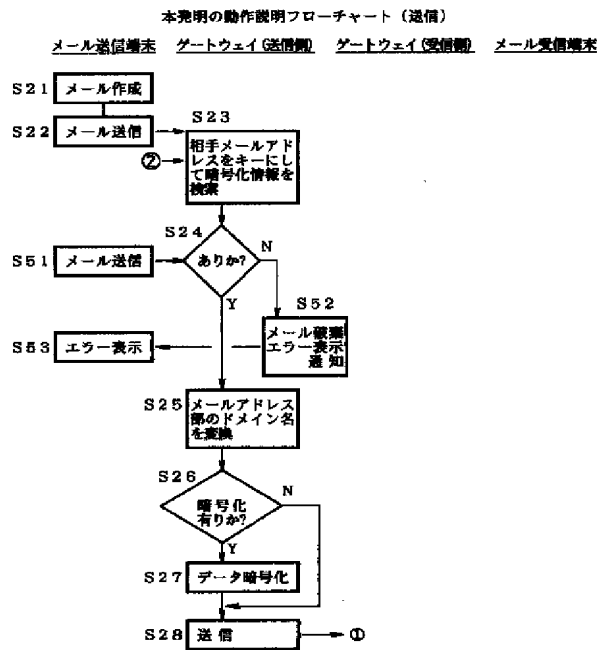 本発明の動作説明フローチャート（送信）
メール送信端末　ゲートウェイ(送信側)　ゲートウェイ(受信側)　メール受信端末
S21 メール作成
S23
S22 メール送信
相手メールアド
② レスをキーにし
て暗号化情報を
検索
S24
N
S51 メール送信 ありか?
Y
S52
メール破棄
S53 エラー表示 エラー表示
通知
S25 メールアドレス
部のドメイン名
を変換
S26
N
暗号化
有りか?
Y
S27 データ暗号化
S28 送信 ①